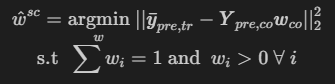 ŵ^{sc} = argmin_w ||ȳ_{pre,tr} − Y_{pre,co} w_{co}||_2^2
s.t ∑ w_i = 1 and w_i > 0 ∀ i